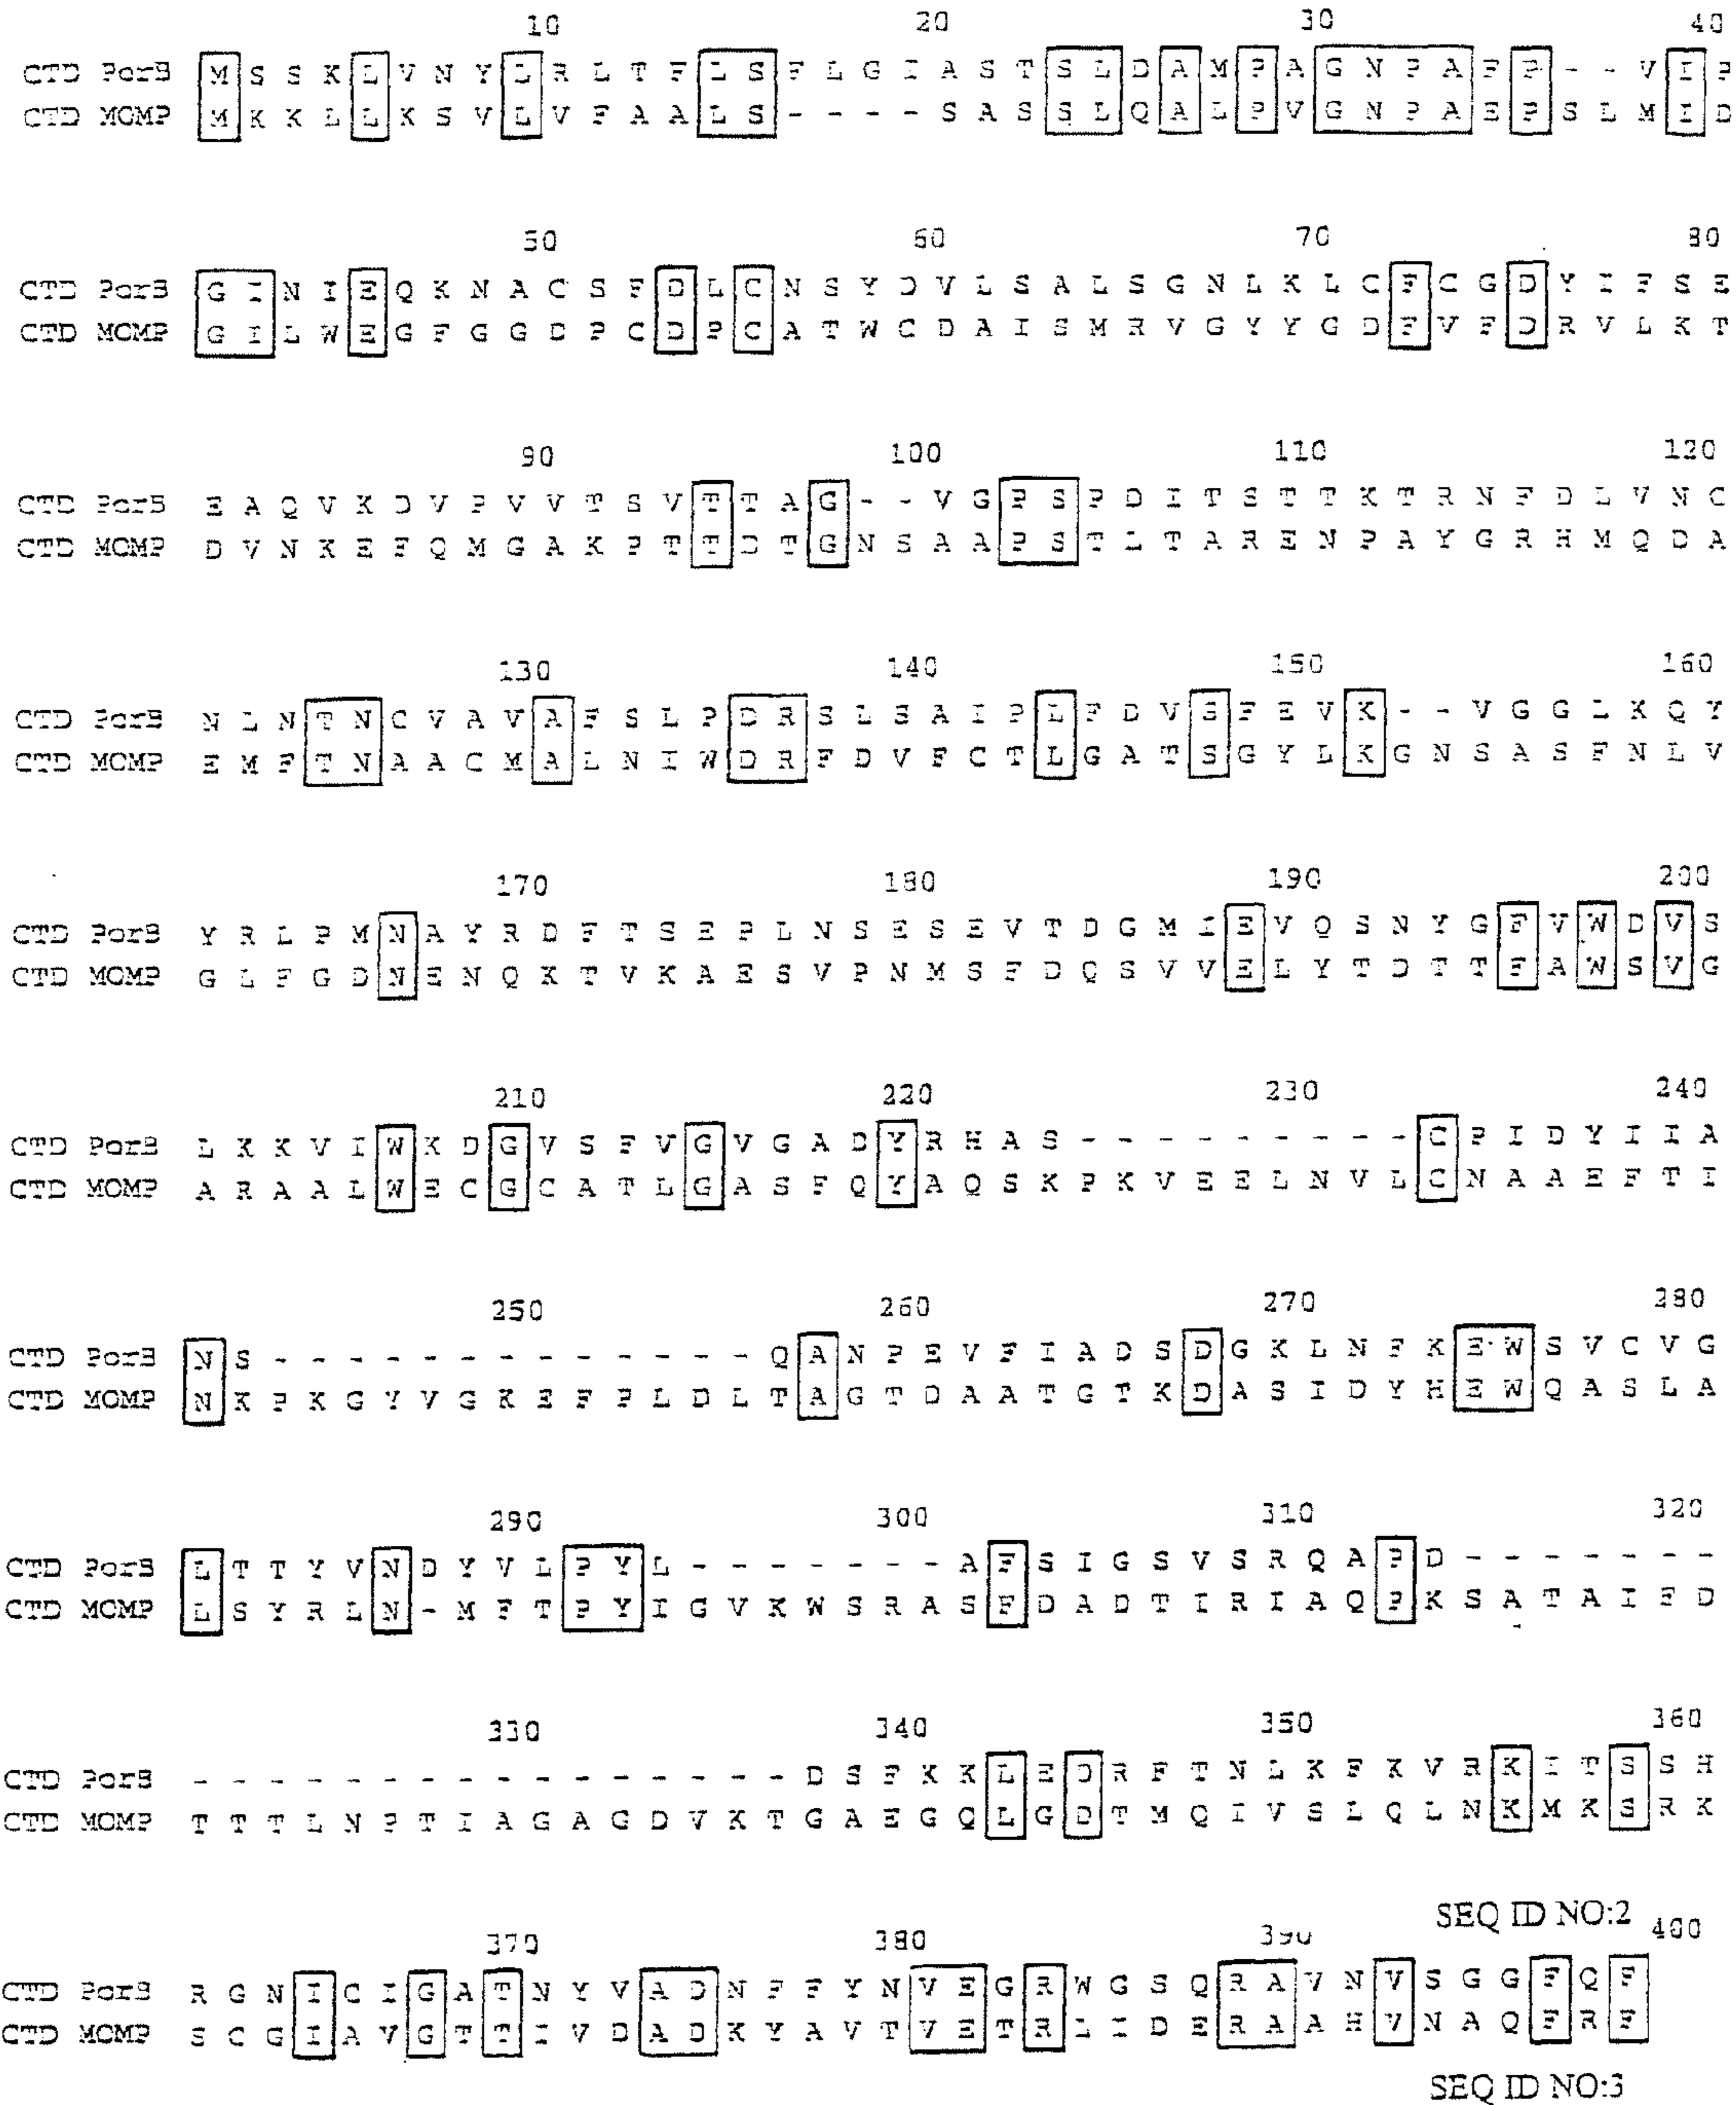 10 20 30 40
CTD PorB M S S K L V N Y L R L T F L S F L G I A S T S L D A M P A G N P A F P - - V I P
CTD MOMP M K K L L K S V L V F A A L S - - - - S A S S L Q A L P V G N P A E P S L M I D
50 60 70 80
CTD PorB G I N I E Q K N A C S F D L C N S Y D V L S A L S G N L K L C F C G D Y I F S E
CTD MOMP G I L W E G F G G D P C D P C A T W C D A I S M R V G Y Y G D F V F D R V L K T
90 100 110 120
CTD PorB E A Q V K D V P V V T S V T T A G - - V G P S P D I T S T T K T R N F D L V N C
CTD MOMP D V N K E F Q M G A K P T T D T G N S A A P S T L T A R E N P A Y G R H M Q D A
130 140 150 160
CTD PorB N L N T N C V A V A F S L P D R S L S A I P L F D V S F E V K - - V G G L K Q Y
CTD MOMP E M F T N A A C M A L N I W D R F D V F C T L G A T S G Y L K G N S A S F N L V
170 180 190 200
CTD PorB Y R L P M N A Y R D F T S E P L N S E S E V T D G M I E V Q S N Y G F V W D V S
CTD MOMP G L F G D N E N Q K T V K A E S V P N M S F D Q S V V E L Y T D T T F A W S V G
210 220 230 240
CTD PorB L K K V I W K D G V S F V G V G A D Y R H A S - - - - - - - - - C P I D Y I I A
CTD MOMP A R A A L W E C G C A T L G A S F Q Y A Q S K P K V E E L N V L C N A A E F T I
250 260 270 280
CTD PorB N S - - - - - - - - - - - - - Q A N P E V F I A D S D G K L N F K E W S V C V G
CTD MOMP N K P K G Y V G K E F P L D L T A G T D A A T G T K D A S I D Y H E W Q A S L A
290 300 310 320
CTD PorB L T T Y V N D Y V L P Y L - - - - - - - A F S I G S V S R Q A P D - - - - - - -
CTD MOMP L S Y R L N - M F T P Y I G V K W S R A S F D A D T I R I A Q P K S A T A I F D
330 340 350 360
CTD PorB - - - - - - - - - - - - - - - - D S F K K L E D R F T N L K F K V R K I T S S H
CTD MOMP T T T L N P T I A G A G D V K T G A E G Q L G D T M Q I V S L Q L N K M K S R K
SEQ ID NO:2
370 380 390 400
CTD PorB R G N I C I G A T N Y V A D N F F Y N V E G R W G S Q R A V N V S G G F Q F
CTD MOMP S C G I A V G T T I V D A D K Y A V T V E T R L I D E R A A H V N A Q F R F
SEQ ID NO:3